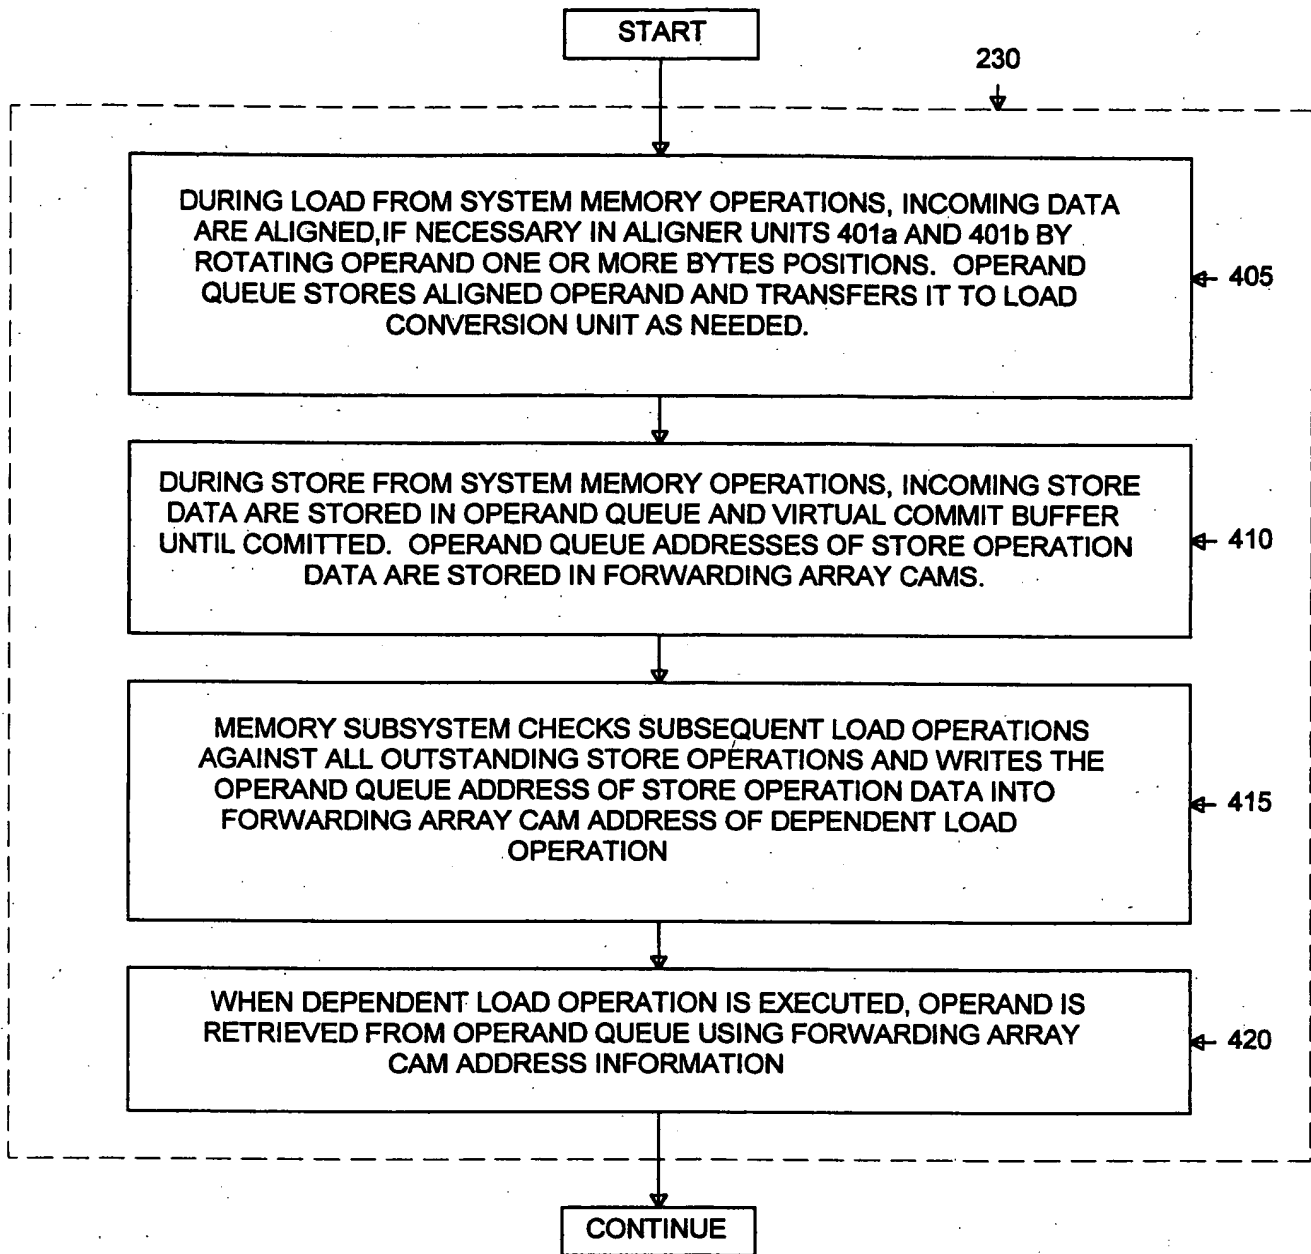 START
230
DURING LOAD FROM SYSTEM MEMORY OPERATIONS, INCOMING DATA
ARE ALIGNED,IF NECESSARY IN ALIGNER UNITS 401a AND 401b BY
ROTATING OPERAND ONE OR MORE BYTES POSITIONS. OPERAND
QUEUE STORES ALIGNED OPERAND AND TRANSFERS IT TO LOAD
CONVERSION UNIT AS NEEDED.
405
DURING STORE FROM SYSTEM MEMORY OPERATIONS, INCOMING STORE
DATA ARE STORED IN OPERAND QUEUE AND VIRTUAL COMMIT BUFFER
UNTIL COMITTED. OPERAND QUEUE ADDRESSES OF STORE OPERATION
DATA ARE STORED IN FORWARDING ARRAY CAMS.
410
MEMORY SUBSYSTEM CHECKS SUBSEQUENT LOAD OPERATIONS
AGAINST ALL OUTSTANDING STORE OPERATIONS AND WRITES THE
OPERAND QUEUE ADDRESS OF STORE OPERATION DATA INTO
FORWARDING ARRAY CAM ADDRESS OF DEPENDENT LOAD
OPERATION
415
WHEN DEPENDENT LOAD OPERATION IS EXECUTED, OPERAND IS
RETRIEVED FROM OPERAND QUEUE USING FORWARDING ARRAY
CAM ADDRESS INFORMATION
420
CONTINUE